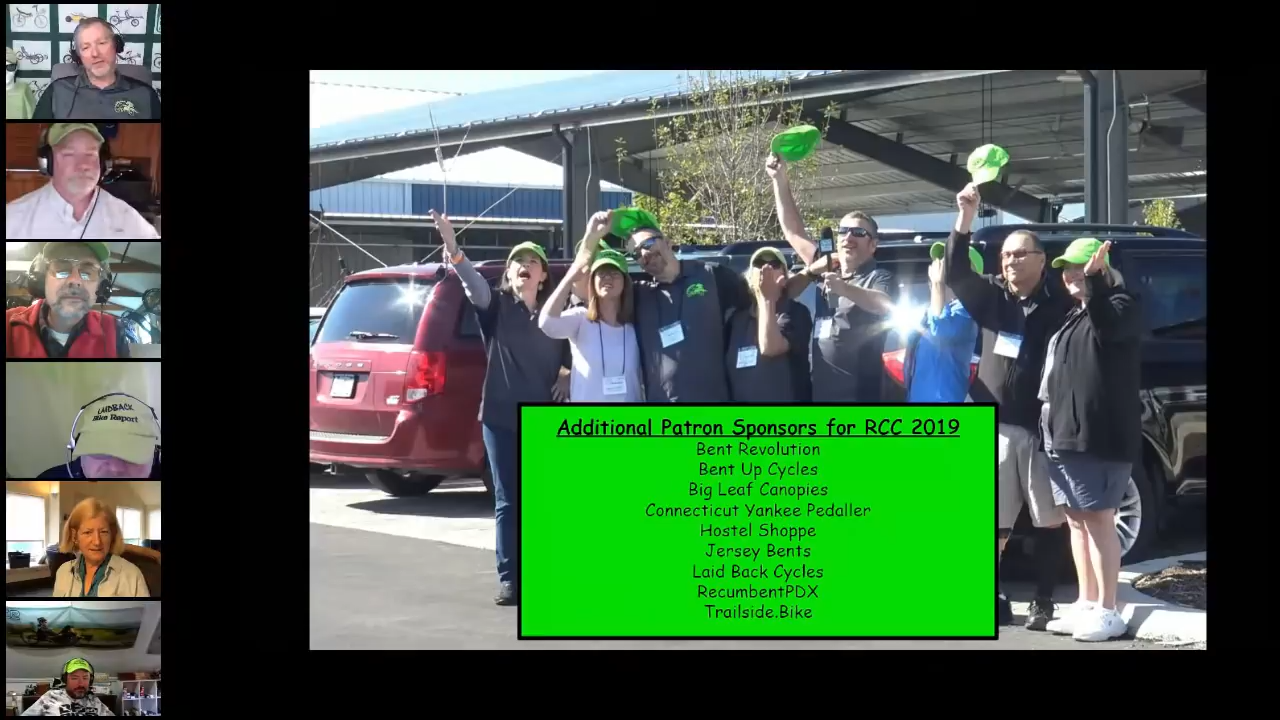 LAIDBACK
Bike Report
Additional Patron Sponsors for RCC 2019
Bent Revolution
Bent Up Cycles
Big Leaf Canopies
Connecticut Yankee Pedaller
Hostel Shoppe
Jersey Bents
Laid Back Cycles
RecumbentPDX
Trailside.Bike